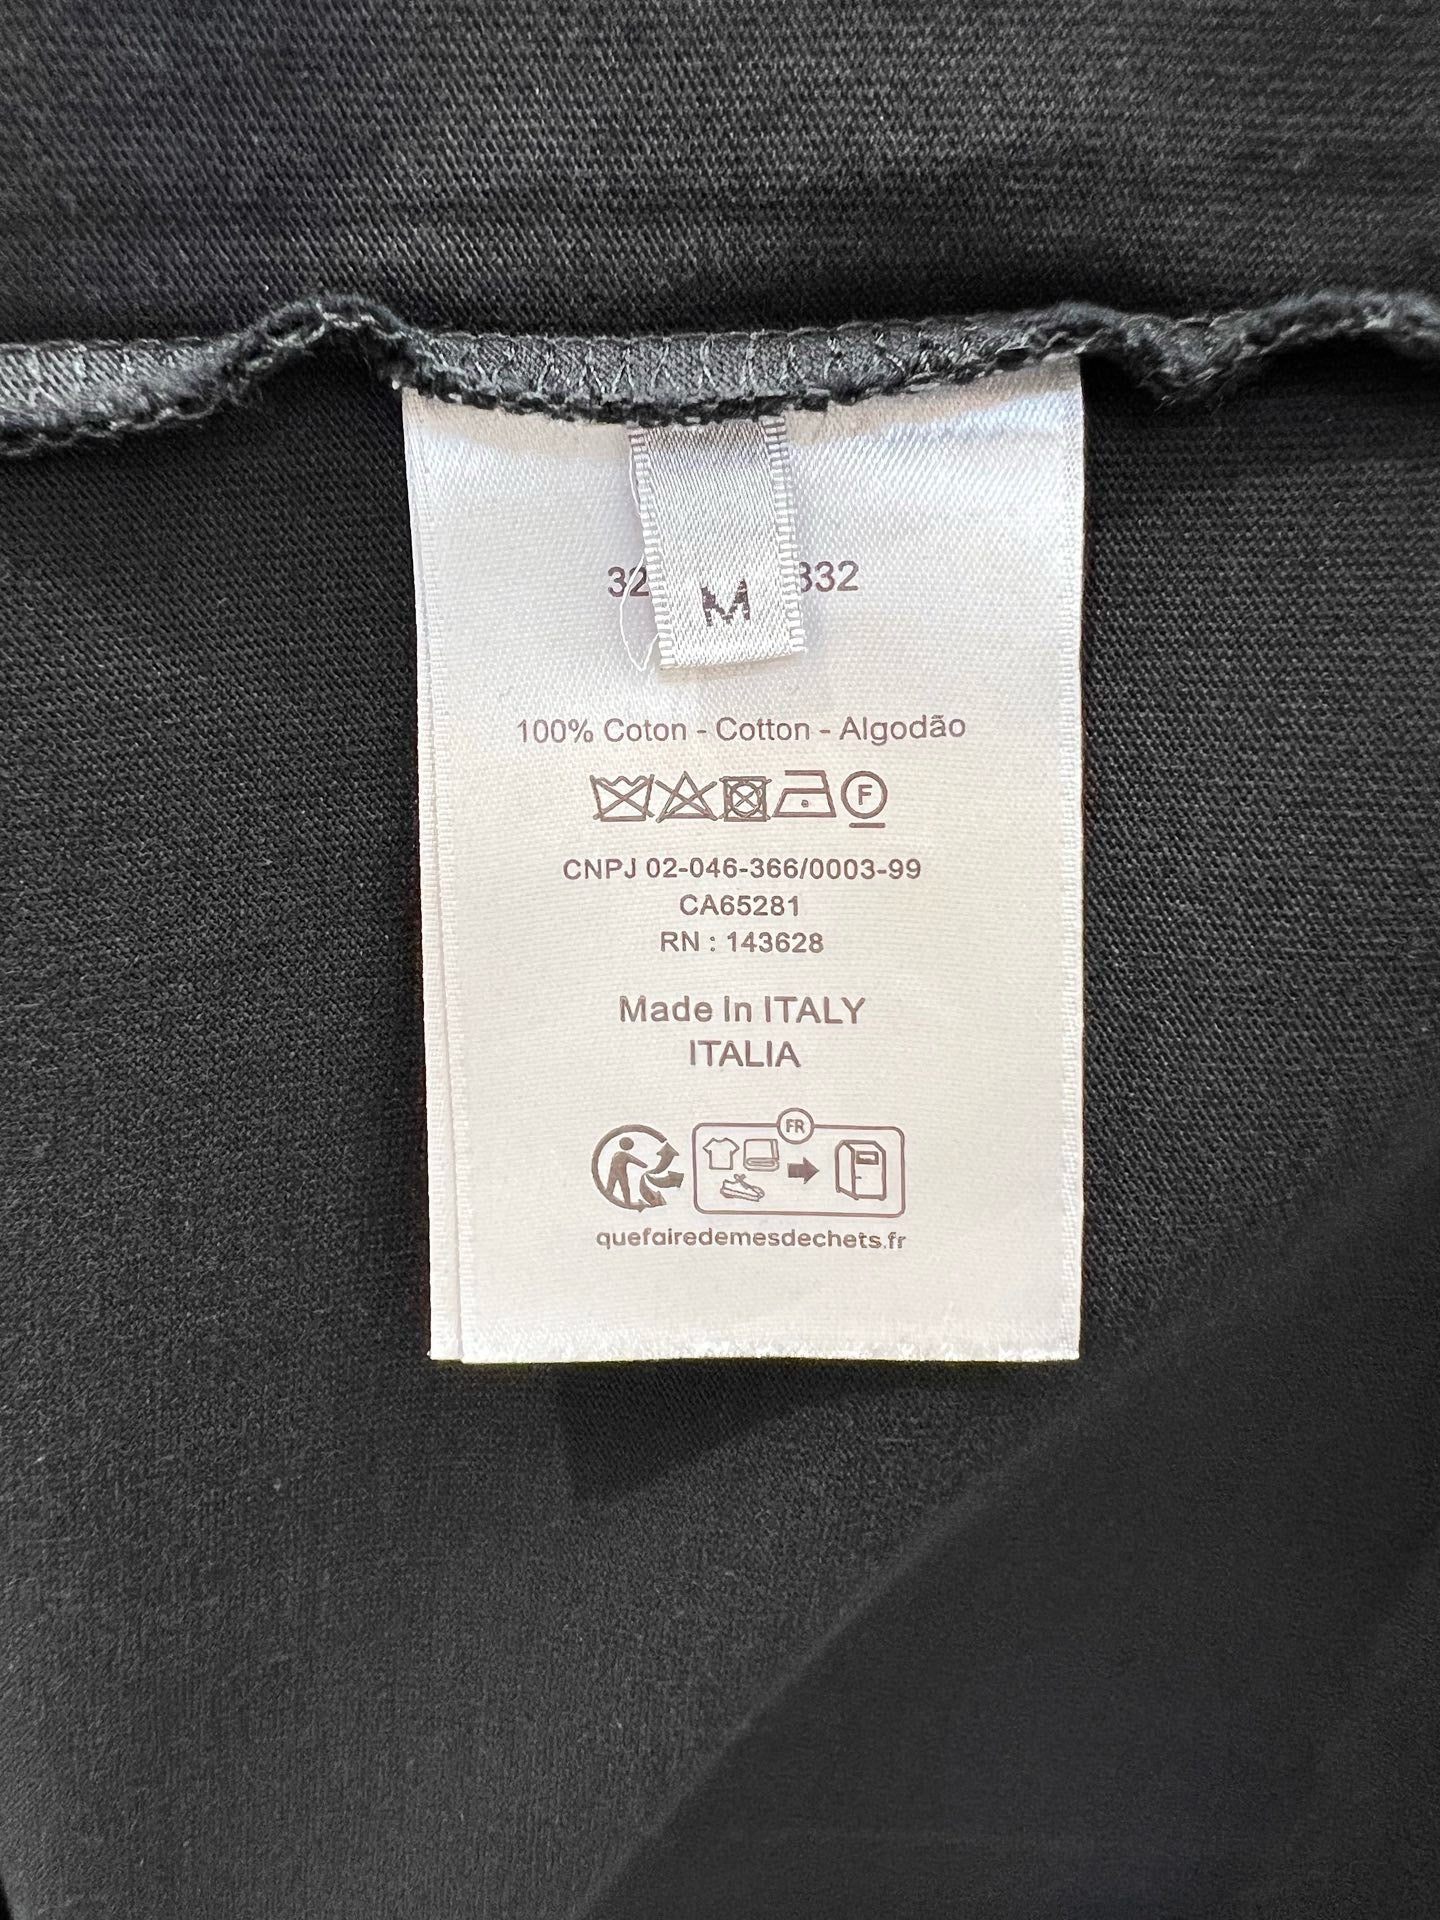 32 M 332
100% Coton - Cotton - Algodão
F
CNPJ 02-046-366/0003-99
CA65281
RN : 143628
Made In ITALY
ITALIA
FR
quefairedemesdechets.fr